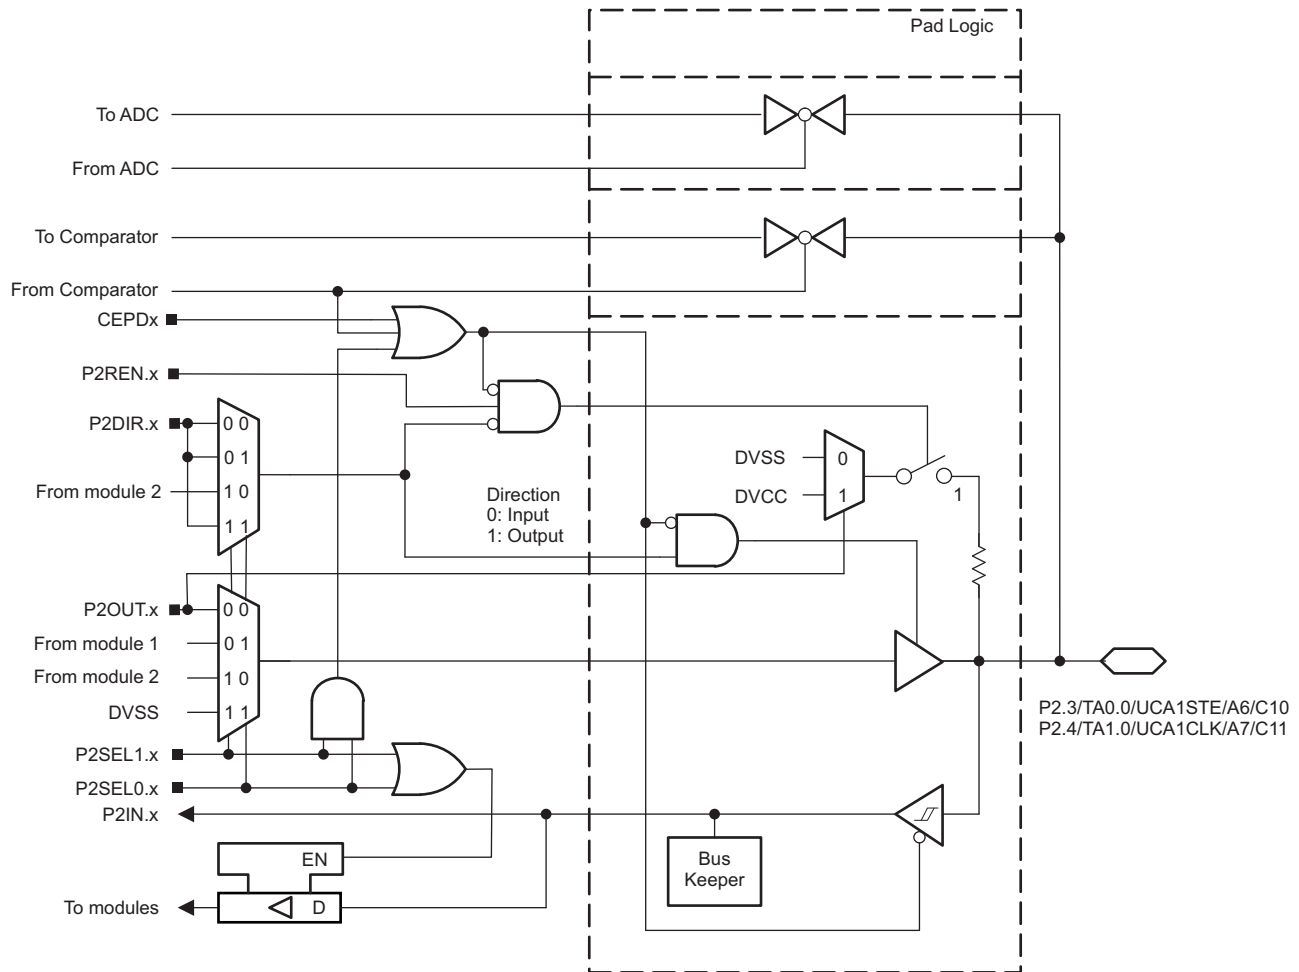 Pad Logic
To ADC
From ADC
To Comparator
From Comparator
CEPDx
P2REN.x
P2DIR.x
0 0
0 1
From module 2
1 0
1 1
Direction
0: Input
1: Output
DVSS
0
DVCC
1
1
P2OUT.x
0 0
From module 1
0 1
From module 2
1 0
DVSS
1 1
P2.3/TA0.0/UCA1STE/A6/C10
P2.4/TA1.0/UCA1CLK/A7/C11
P2SEL1.x
P2SEL0.x
P2IN.x
Bus
Keeper
EN
To modules
D